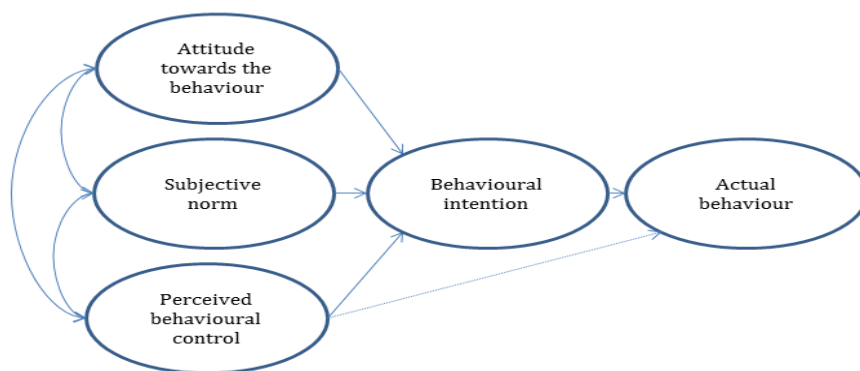 Attitude
towards the
behaviour
Subjective
norm
Behavioural
intention
Actual
behaviour
Perceived
behavioural
control